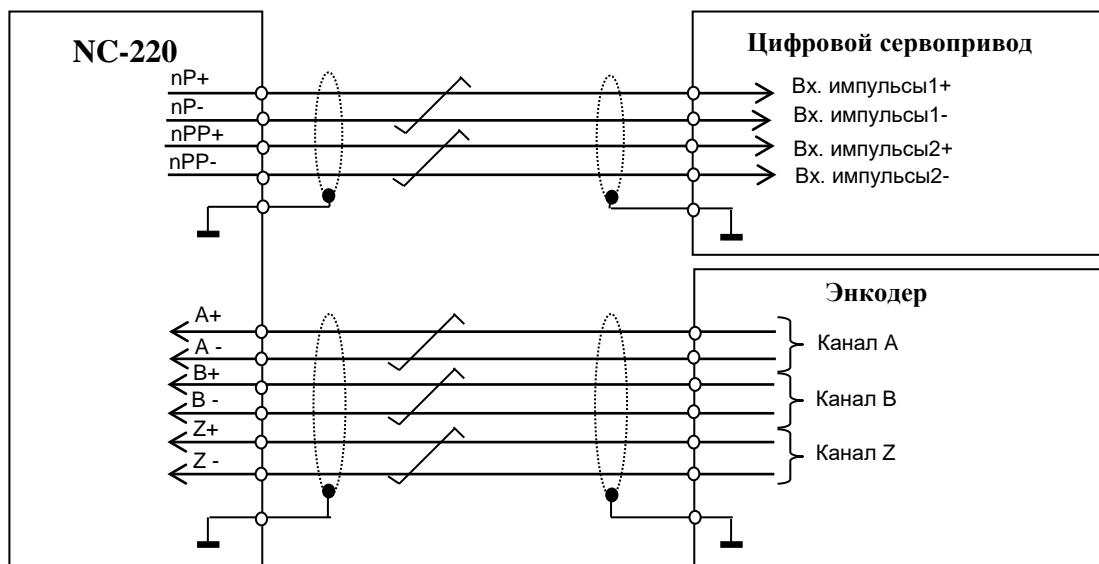 NC-220
nP+
nP-
nPP+
nPP-
Цифровой сервопривод
Вх. импульсы1+
Вх. импульсы1-
Вх. импульсы2+
Вх. импульсы2-
Энкодер
A+
A -
B+
B -
Z+
Z -
Канал A
Канал B
Канал Z